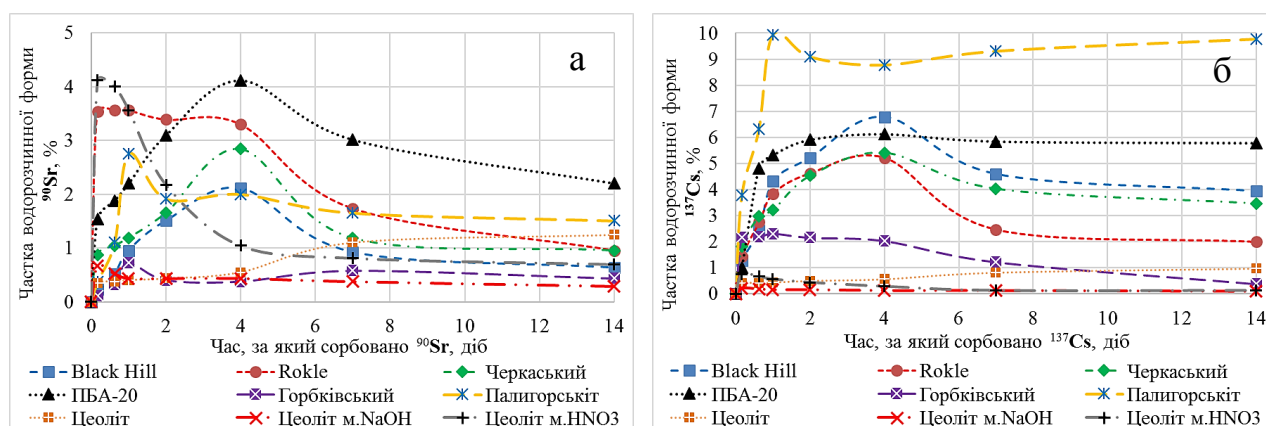 Частка водорозчинної форми
⁹⁰Sr, %
5
4
3
2
1
0
а
0 2 4 6 8 10 12 14
Час, за який сорбовано ⁹⁰Sr, діб
Black Hill Rokle Черкаський
ПБА-20 Горбківський Палигорськіт
Цеоліт Цеоліт м.NaOH Цеоліт м.HNO3
Частка водорозчинної форми
¹³⁷Cs, %
10
9
8
7
6
5
4
3
2
1
0
б
0 2 4 6 8 10 12 14
Час, за який сорбовано ¹³⁷Cs, діб
Black Hill Rokle Черкаський
ПБА-20 Горбківський Палигорськіт
Цеоліт Цеоліт м.NaOH Цеоліт м.HNO3